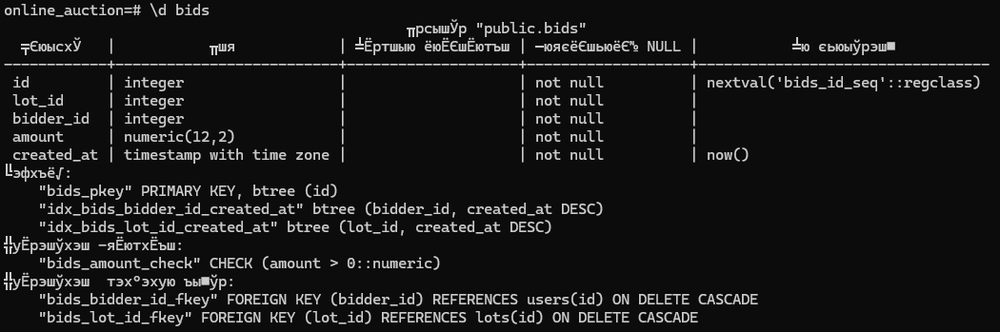 online_auction=# \d bids
╥рсышЎр "public.bids"
╤Єюысхў | ╥шя | ╧Ёртшыю ёюЁЄшЁютъш | ─юяєёЄшьюёЄ№ NULL | ╧ю єьюыўрэш■
id | integer | | not null | nextval('bids_id_seq'::regclass)
lot_id | integer | | not null |
bidder_id | integer | | not null |
amount | numeric(12,2) | | not null |
created_at | timestamp with time zone | | not null | now()
╚эфхъё√:
"bids_pkey" PRIMARY KEY, btree (id)
"idx_bids_bidder_id_created_at" btree (bidder_id, created_at DESC)
"idx_bids_lot_id_created_at" btree (lot_id, created_at DESC)
╬уЁрэшўхэш -яЁютхЁъш:
"bids_amount_check" CHECK (amount > 0::numeric)
╬уЁрэшўхэш  тэх°эхую ъы■ўр:
"bids_bidder_id_fkey" FOREIGN KEY (bidder_id) REFERENCES users(id) ON DELETE CASCADE
"bids_lot_id_fkey" FOREIGN KEY (lot_id) REFERENCES lots(id) ON DELETE CASCADE